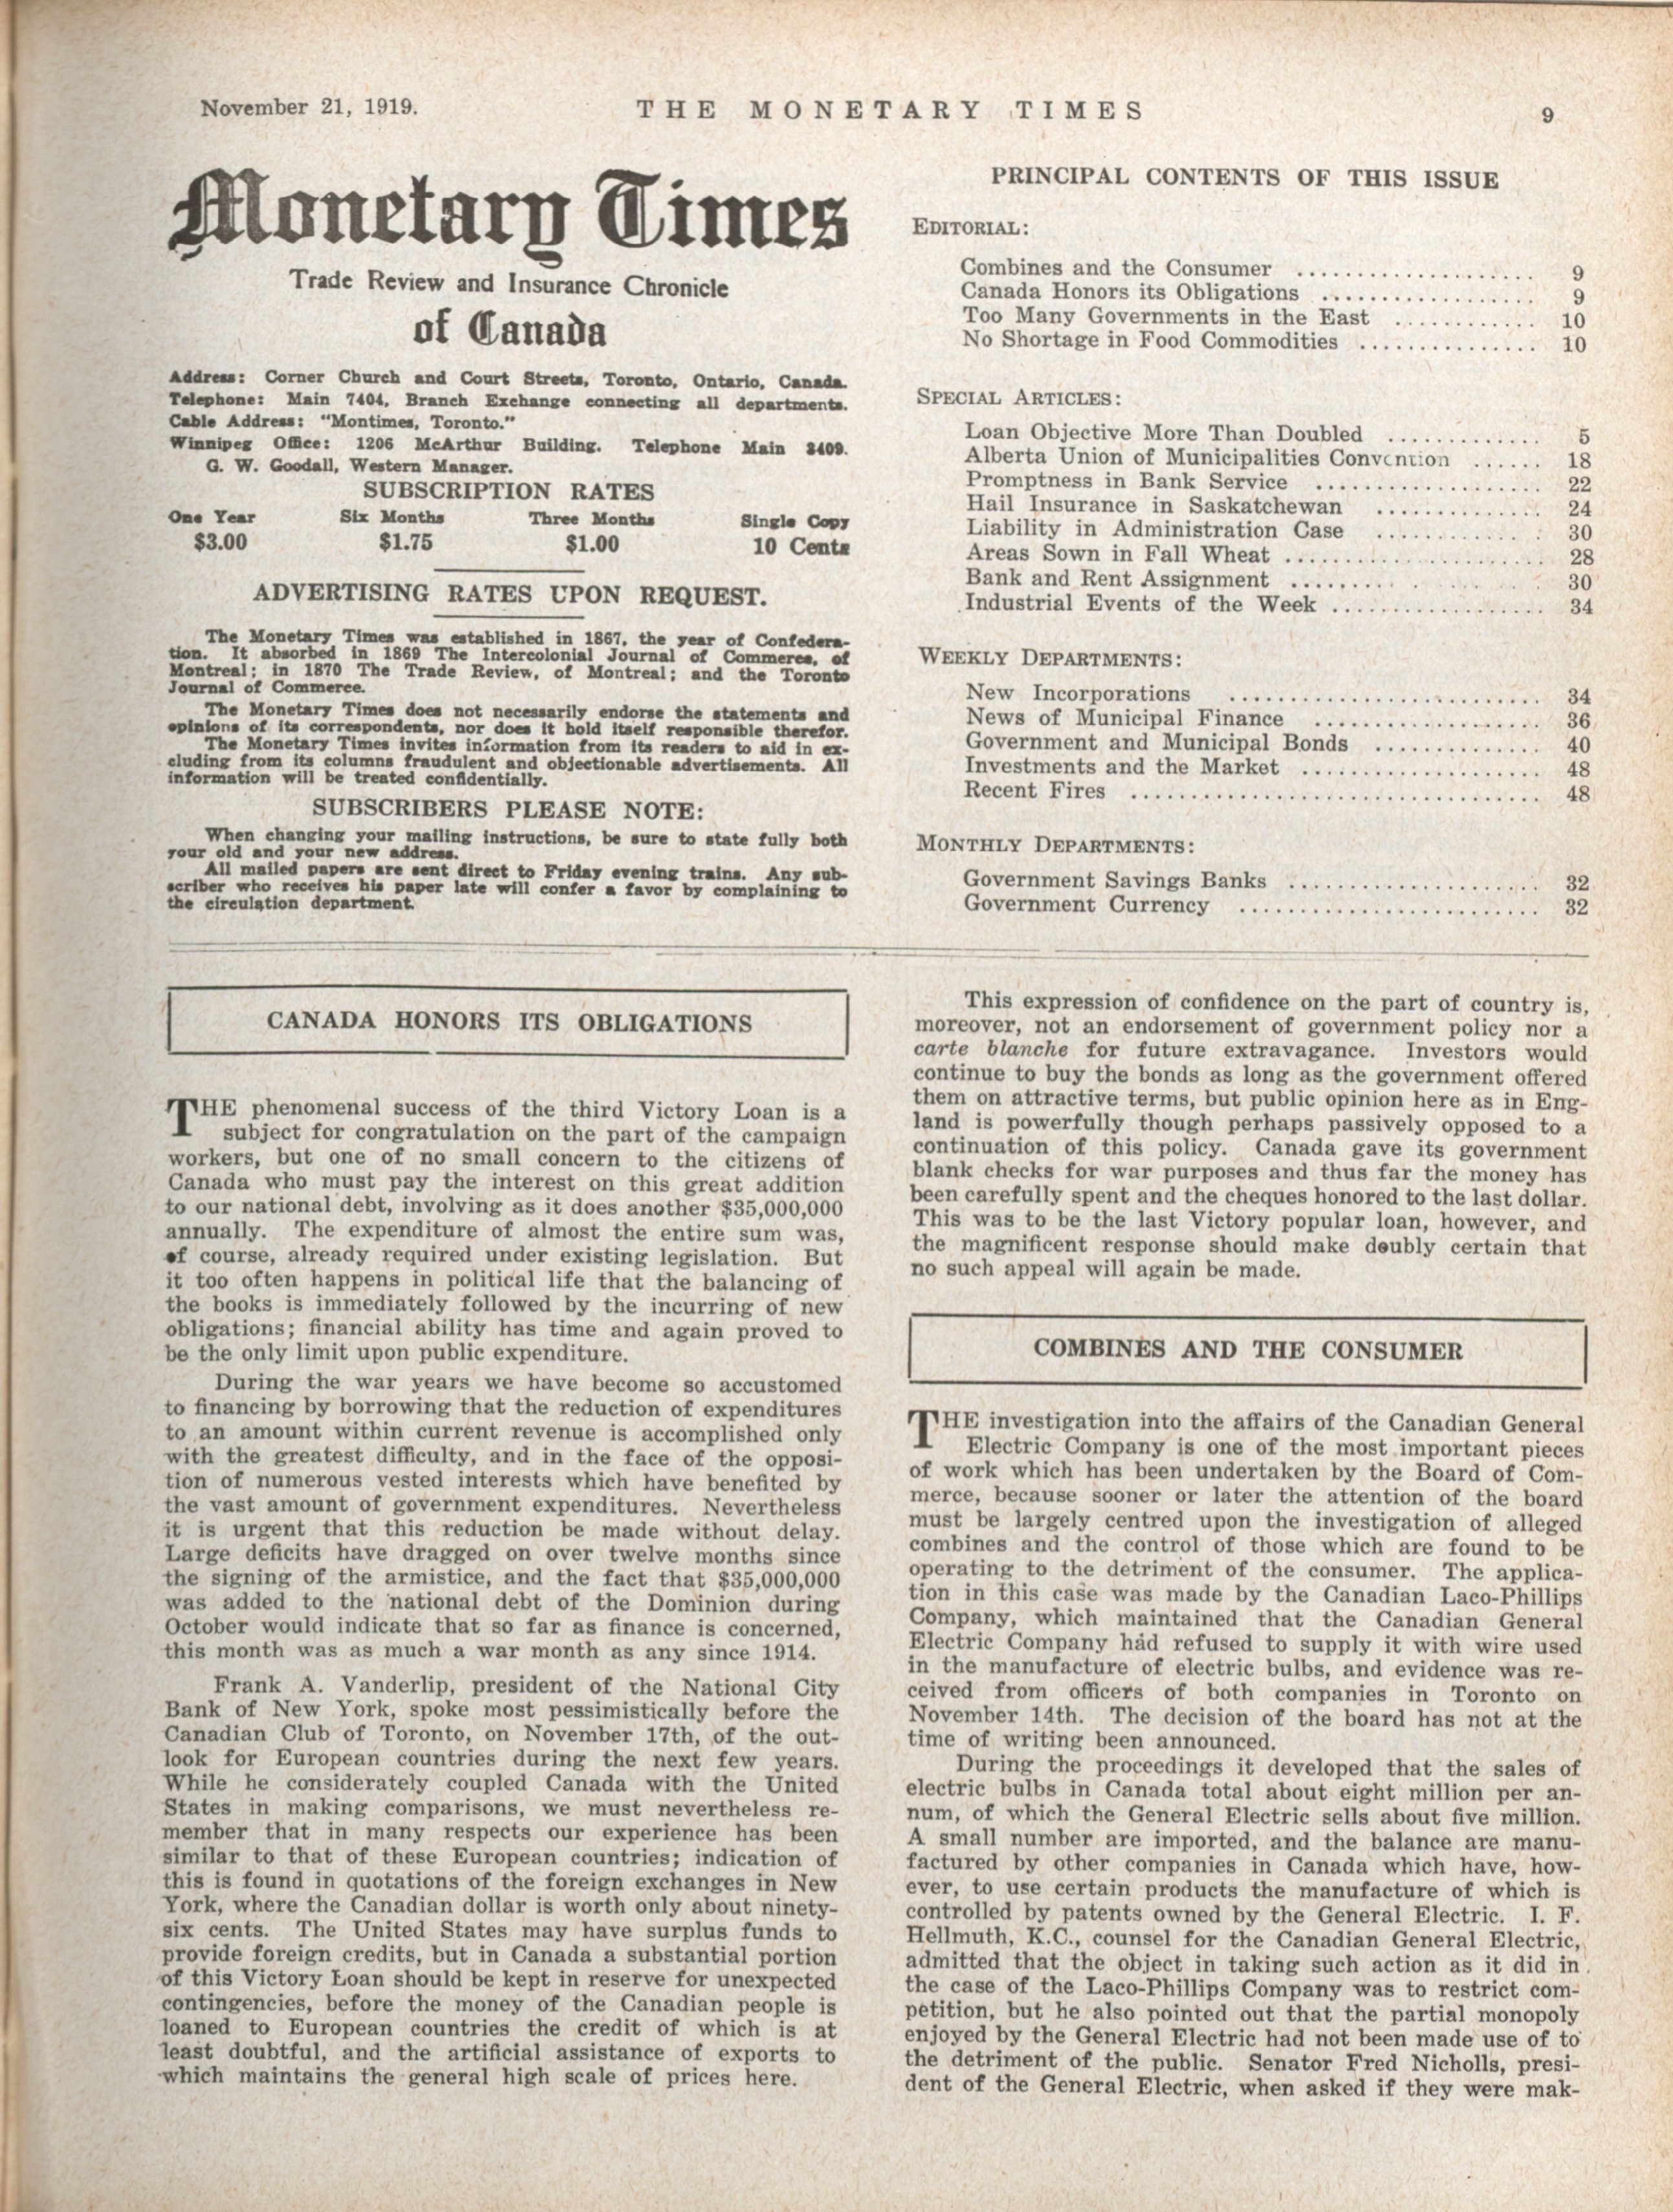 November 21, 1919.
THE MONETARY TIMES
9
Monetary Times
Trade Review and Insurance Chronicle
of Canada
Address: Corner Church and Court Streets, Toronto, Ontario, Canada.
Telephone: Main 7404, Branch Exchange connecting all departments.
Cable Address: "Montimes, Toronto."
Winnipeg Office: 1206 McArthur Building. Telephone Main 3409.
G. W. Goodall, Western Manager.
SUBSCRIPTION RATES
One Year Six Months Three Months Single Copy
$3.00 $1.75 $1.00 10 Cents
ADVERTISING RATES UPON REQUEST.
The Monetary Times was established in 1867, the year of Confedera-
tion. It absorbed in 1869 The Intercolonial Journal of Commerce, of
Montreal; in 1870 The Trade Review, of Montreal; and the Toronto
Journal of Commerce.
The Monetary Times does not necessarily endorse the statements and
opinions of its correspondents, nor does it hold itself responsible therefor.
The Monetary Times invites information from its readers to aid in ex-
cluding from its columns fraudulent and objectionable advertisements. All
information will be treated confidentially.
SUBSCRIBERS PLEASE NOTE:
When changing your mailing instructions, be sure to state fully both
your old and your new address.
All mailed papers are sent direct to Friday evening trains. Any sub-
scriber who receives his paper late will confer a favor by complaining to
the circulation department.
PRINCIPAL CONTENTS OF THIS ISSUE
EDITORIAL:
Combines and the Consumer .................... 9
Canada Honors its Obligations .................. 9
Too Many Governments in the East ............ 10
No Shortage in Food Commodities ............... 10
SPECIAL ARTICLES:
Loan Objective More Than Doubled ............. 5
Alberta Union of Municipalities Convention ...... 18
Promptness in Bank Service ................... 22
Hail Insurance in Saskatchewan .............. 24
Liability in Administration Case ............. 30
Areas Sown in Fall Wheat ...................... 28
Bank and Rent Assignment ......... 30
Industrial Events of the Week .................. 34
WEEKLY DEPARTMENTS:
New Incorporations .......................... 34
News of Municipal Finance ................... 36
Government and Municipal Bonds .............. 40
Investments and the Market .................... 48
Recent Fires .................................. 48
MONTHLY DEPARTMENTS:
Government Savings Banks ..................... 32
Government Currency ......................... 32
CANADA HONORS ITS OBLIGATIONS
THE phenomenal success of the third Victory Loan is a
subject for congratulation on the part of the campaign
workers, but one of no small concern to the citizens of
Canada who must pay the interest on this great addition
to our national debt, involving as it does another $35,000,000
annually. The expenditure of almost the entire sum was,
of course, already required under existing legislation. But
it too often happens in political life that the balancing of
the books is immediately followed by the incurring of new
obligations; financial ability has time and again proved to
be the only limit upon public expenditure.
During the war years we have become so accustomed
to financing by borrowing that the reduction of expenditures
to an amount within current revenue is accomplished only
with the greatest difficulty, and in the face of the opposi-
tion of numerous vested interests which have benefited by
the vast amount of government expenditures. Nevertheless
it is urgent that this reduction be made without delay.
Large deficits have dragged on over twelve months since
the signing of the armistice, and the fact that $35,000,000
was added to the national debt of the Dominion during
October would indicate that so far as finance is concerned,
this month was as much a war month as any since 1914.
Frank A. Vanderlip, president of the National City
Bank of New York, spoke most pessimistically before the
Canadian Club of Toronto, on November 17th, of the out-
look for European countries during the next few years.
While he considerately coupled Canada with the United
States in making comparisons, we must nevertheless re-
member that in many respects our experience has been
similar to that of these European countries; indication of
this is found in quotations of the foreign exchanges in New
York, where the Canadian dollar is worth only about ninety-
six cents. The United States may have surplus funds to
provide foreign credits, but in Canada a substantial portion
of this Victory Loan should be kept in reserve for unexpected
contingencies, before the money of the Canadian people is
loaned to European countries the credit of which is at
least doubtful, and the artificial assistance of exports to
which maintains the general high scale of prices here.
This expression of confidence on the part of country is,
moreover, not an endorsement of government policy nor a
carte blanche for future extravagance. Investors would
continue to buy the bonds as long as the government offered
them on attractive terms, but public opinion here as in Eng-
land is powerfully though perhaps passively opposed to a
continuation of this policy. Canada gave its government
blank checks for war purposes and thus far the money has
been carefully spent and the cheques honored to the last dollar.
This was to be the last Victory popular loan, however, and
the magnificent response should make doubly certain that
no such appeal will again be made.
COMBINES AND THE CONSUMER
THE investigation into the affairs of the Canadian General
Electric Company is one of the most important pieces
of work which has been undertaken by the Board of Com-
merce, because sooner or later the attention of the board
must be largely centred upon the investigation of alleged
combines and the control of those which are found to be
operating to the detriment of the consumer. The applica-
tion in this case was made by the Canadian Laco-Phillips
Company, which maintained that the Canadian General
Electric Company had refused to supply it with wire used
in the manufacture of electric bulbs, and evidence was re-
ceived from officers of both companies in Toronto on
November 14th. The decision of the board has not at the
time of writing been announced.
During the proceedings it developed that the sales of
electric bulbs in Canada total about eight million per an-
num, of which the General Electric sells about five million.
A small number are imported, and the balance are manu-
factured by other companies in Canada which have, how-
ever, to use certain products the manufacture of which is
controlled by patents owned by the General Electric. I. F.
Hellmuth, K.C., counsel for the Canadian General Electric,
admitted that the object in taking such action as it did in
the case of the Laco-Phillips Company was to restrict com-
petition, but he also pointed out that the partial monopoly
enjoyed by the General Electric had not been made use of to
the detriment of the public. Senator Fred Nicholls, presi-
dent of the General Electric, when asked if they were mak-